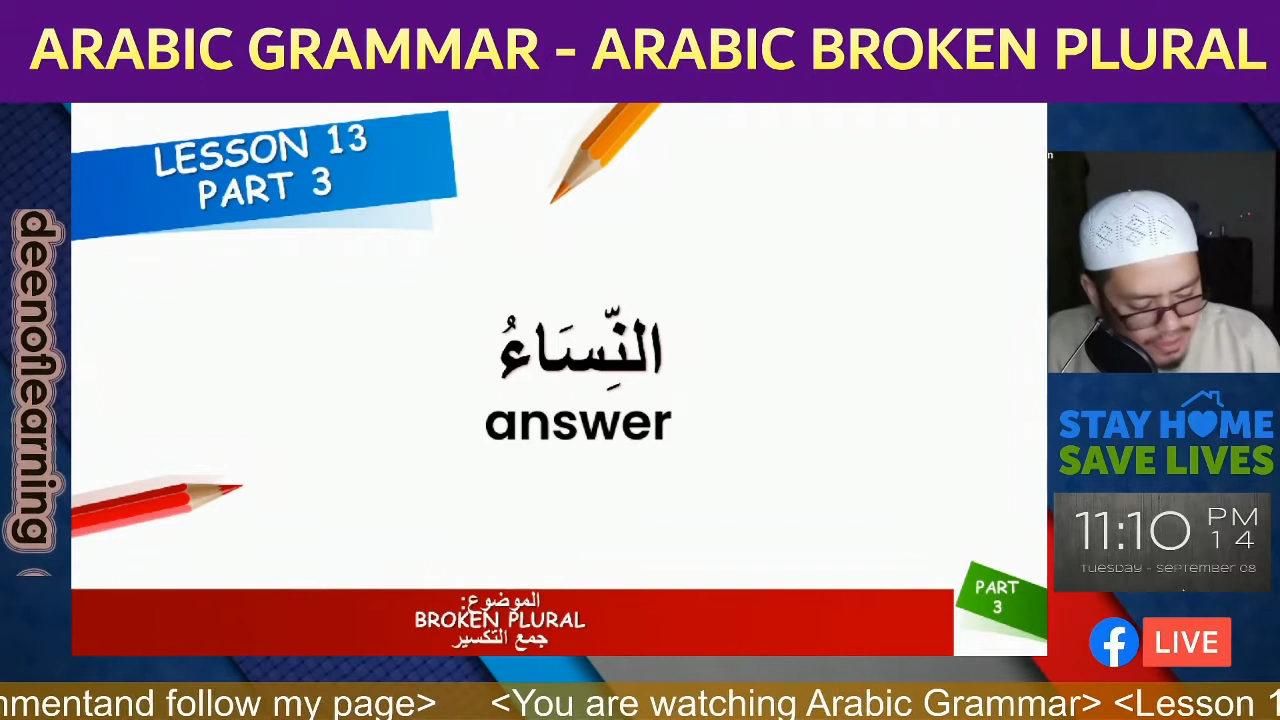 ARABIC GRAMMAR - ARABIC BROKEN PLURAL
LESSON 13
PART 3
النِّسَاءُ
answer
الموضوع:
BROKEN PLURAL
جمع التكسير
PART
3
deenoflearning
STAY HOME
SAVE LIVES
11:10 PM
14
TUESDAY - SEPTEMBER 08
f LIVE
mmentand follow my page> <You are watching Arabic Grammar> <Lesson 1